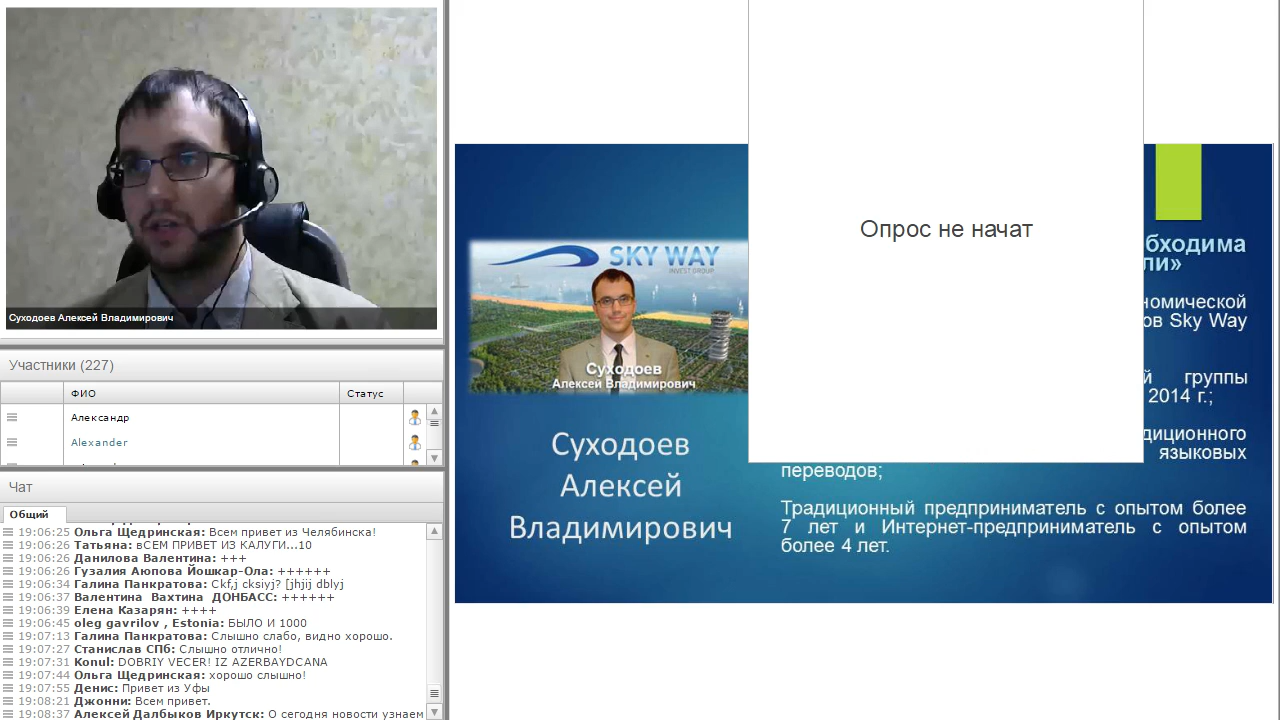 Суходоев Алексей Владимирович
Участники (227)
ФИО
Статус
Александр
Alexander
Чат
Общий
19:06:25 Ольга Щедринская: Всем привет из Челябинска!
19:06:26 Татьяна: вСЕМ ПРИВЕТ ИЗ КАЛУГИ...10
19:06:26 Данилова Валентина: +++
19:06:26 Гузалия Аюпова Йошкар-Ола: ++++++
19:06:34 Галина Панкратова: Ckf,j cksiyj? [jhjij dblyj
19:06:37 Валентина Вахтина ДОНБАСС: ++++++
19:06:39 Елена Казарян: ++++
19:06:45 oleg gavrilov , Estonia: БЫЛО И 1000
19:07:13 Галина Панкратова: Слышно слабо, видно хорошо.
19:07:27 Станислав СПб: Слышно отлично!
19:07:31 Konul: DOBRIY VECER! IZ AZERBAYDCANA
19:07:44 Ольга Щедринская: хорошо слышно!
19:07:55 Денис: Привет из Уфы
19:08:21 Джонни: Всем привет.
19:08:37 Алексей Далбыков Иркутск: О сегодня новости узнаем
SKY WAY
INVEST GROUP
Суходоев
Алексей Владимирович
Суходоев
Алексей
Владимирович
Опрос не начат
бходима
ли»
номической
ов Sky Way
й группы
2014 г.;
диционного
языковых
переводов;
Традиционный предприниматель с опытом более
7 лет и Интернет-предприниматель с опытом
более 4 лет.